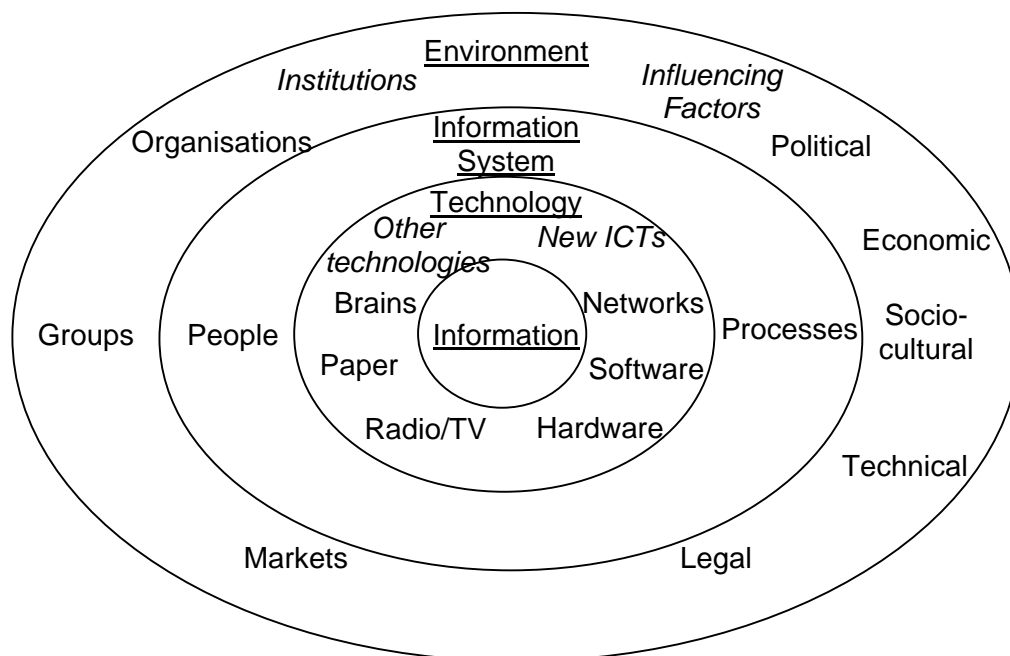 Environment
Institutions
Influencing
Factors
Organisations
Political
Information
System
Technology
Other
technologies
New ICTs
Economic
Brains
Networks
Groups
People
Information
Processes
Socio-
cultural
Paper
Software
Radio/TV
Hardware
Technical
Markets
Legal